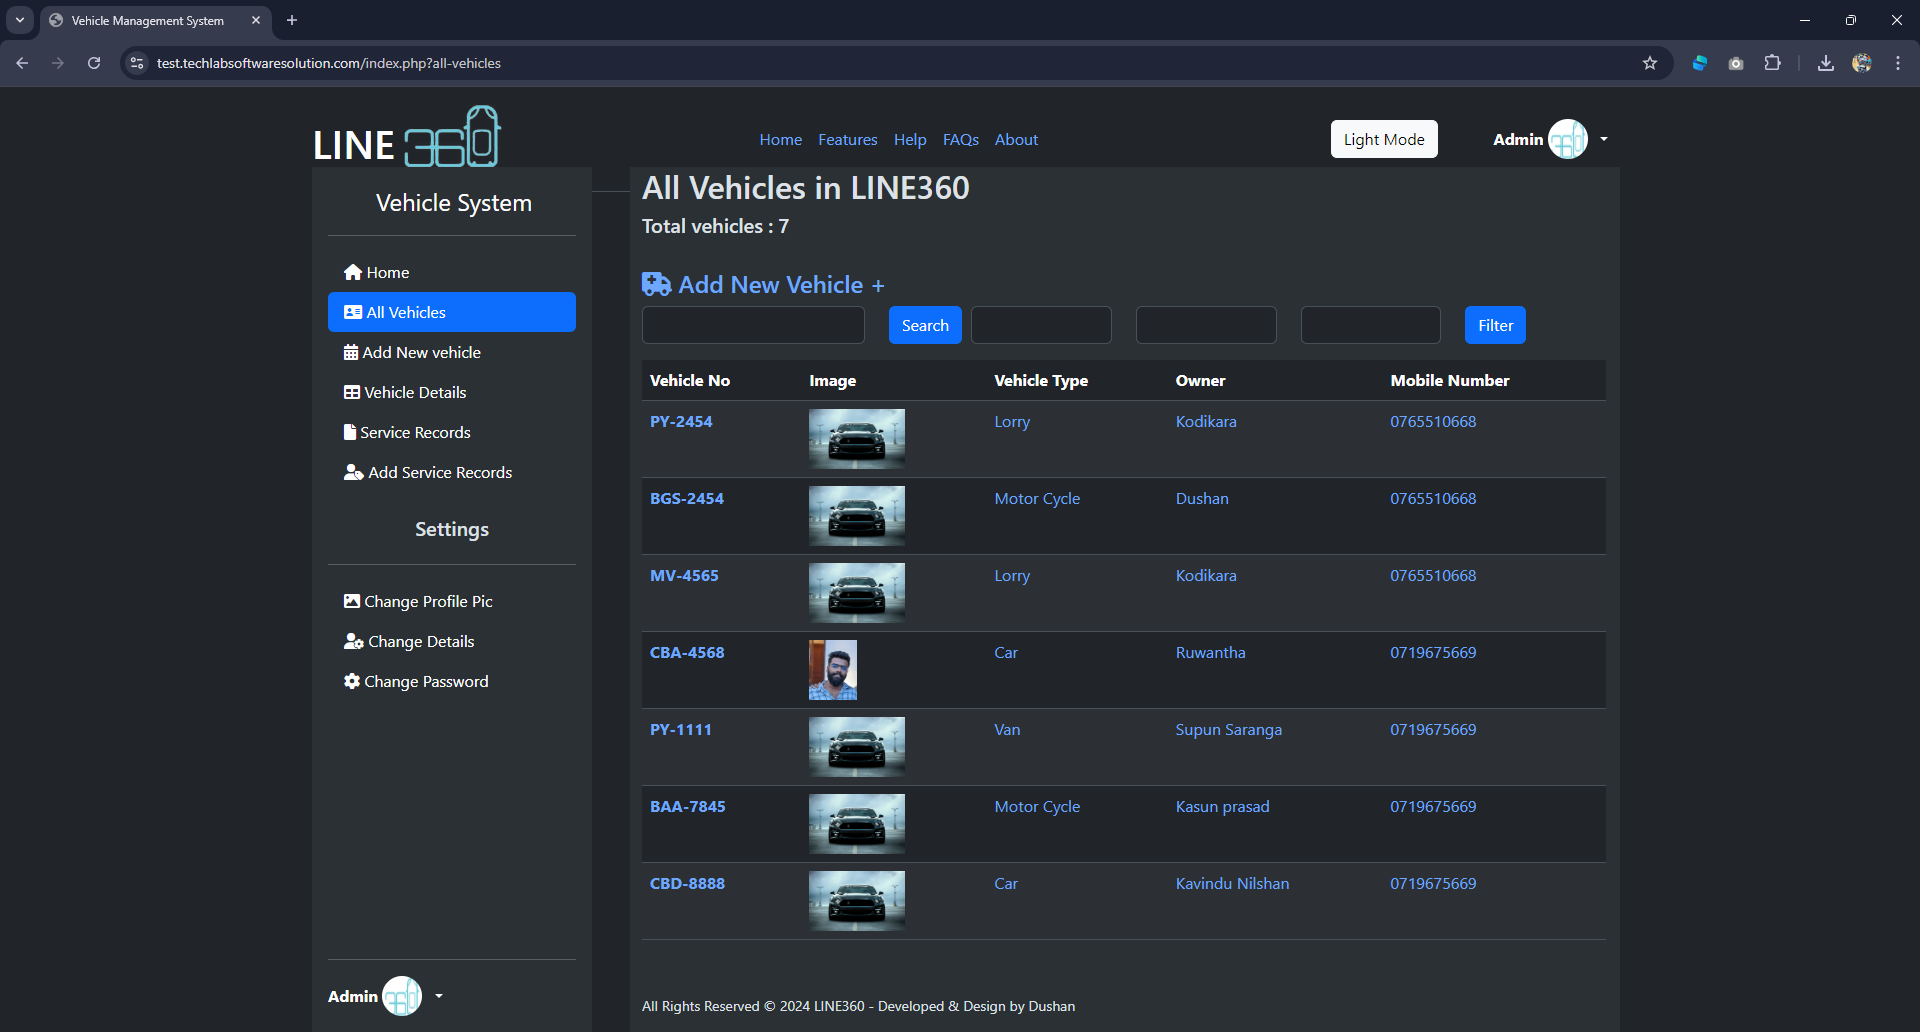 Vehicle Management System
test.techlabsoftwaresolution.com/index.php?all-vehicles
LINE 360
Home Features Help FAQs About
Light Mode
Admin
Vehicle System
Home
All Vehicles
Add New vehicle
Vehicle Details
Service Records
Add Service Records
Settings
Change Profile Pic
Change Details
Change Password
Admin
All Vehicles in LINE360
Total vehicles : 7
Add New Vehicle +
Search Filter
Vehicle No Image Vehicle Type Owner Mobile Number
PY-2454 Lorry Kodikara 0765510668
BGS-2454 Motor Cycle Dushan 0765510668
MV-4565 Lorry Kodikara 0765510668
CBA-4568 Car Ruwantha 0719675669
PY-1111 Van Supun Saranga 0719675669
BAA-7845 Motor Cycle Kasun prasad 0719675669
CBD-8888 Car Kavindu Nilshan 0719675669
All Rights Reserved © 2024 LINE360 - Developed & Design by Dushan